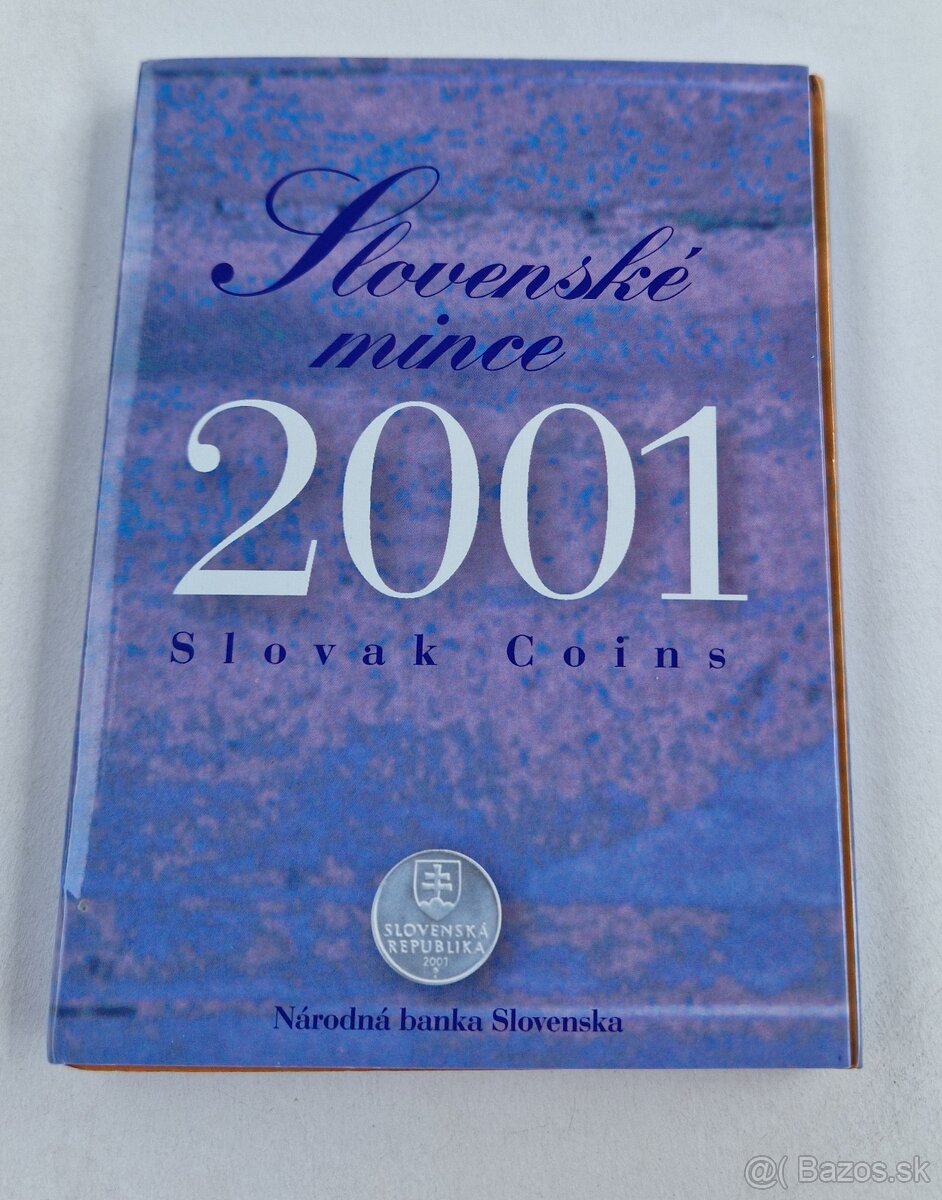 Slovenské
mince
2001
Slovak Coins
SLOVENSKÁ
REPUBLIKA
2001
Národná banka Slovenska
@( Bazos.sk